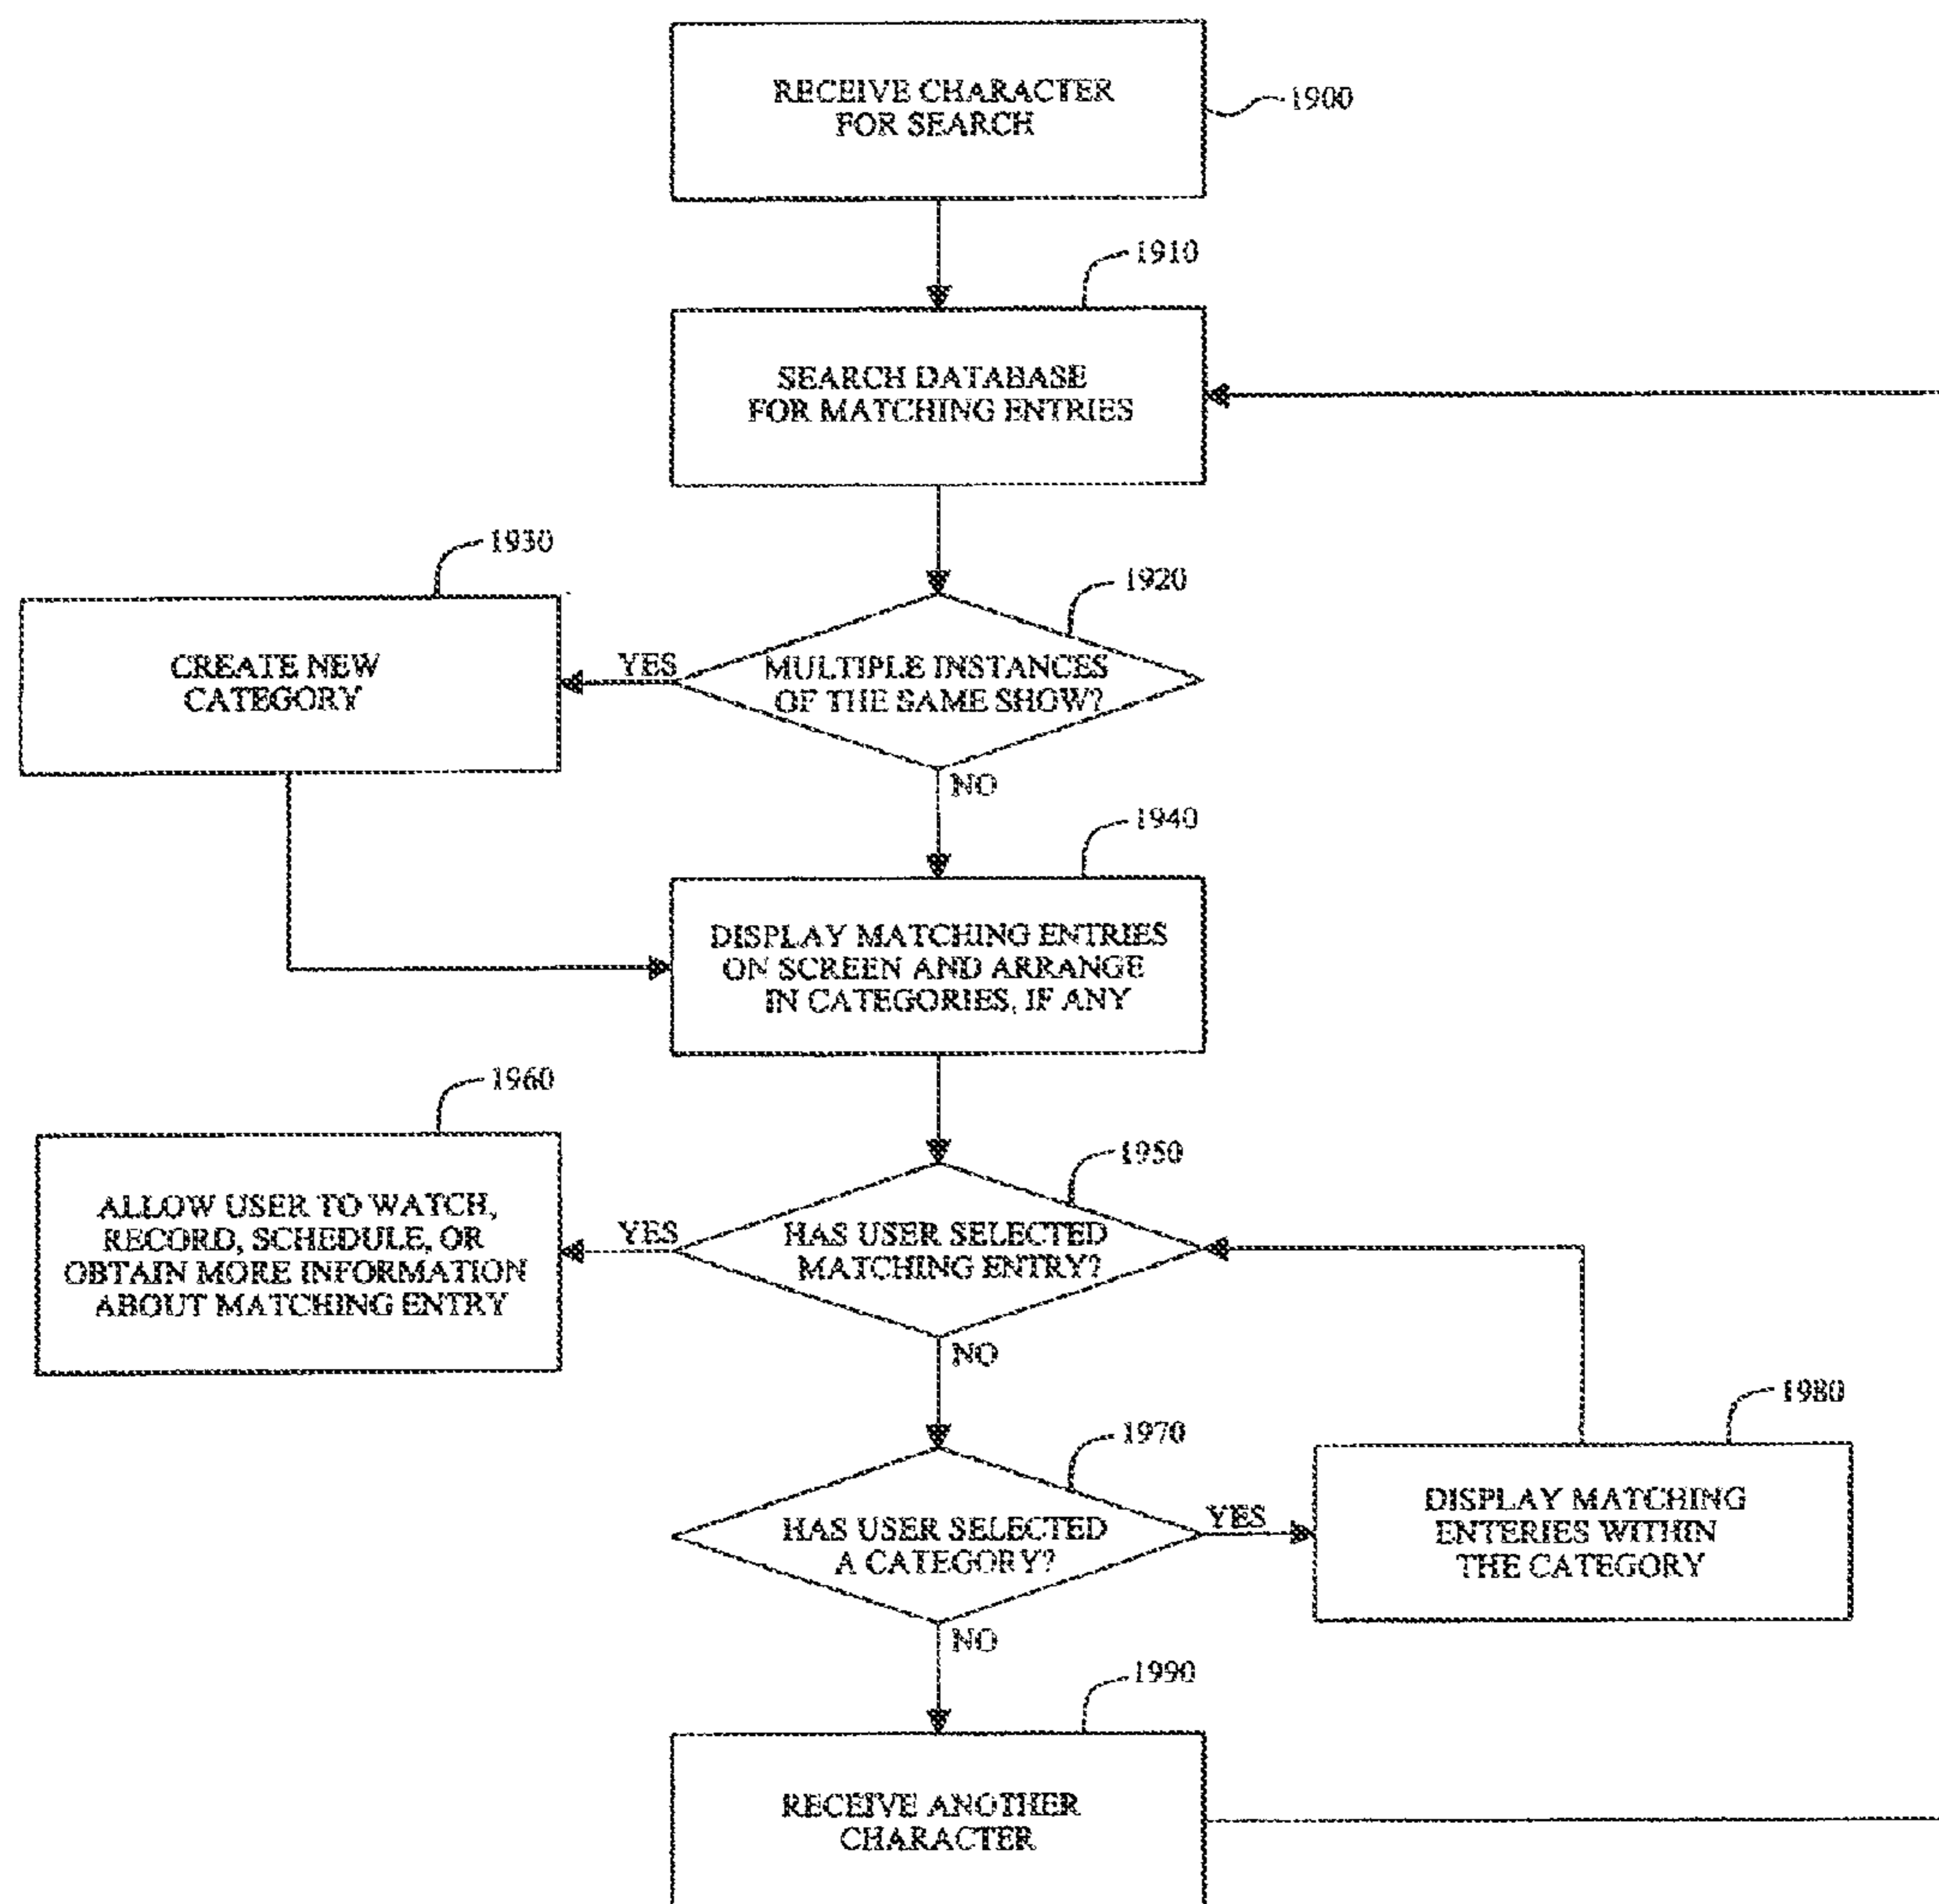 RECEIVE CHARACTER
FOR SEARCH
1900
1910
SEARCH DATABASE
FOR MATCHING ENTRIES
1930
CREATE NEW
CATEGORY
YES
1920
MULTIPLE INSTANCES
OF THE SAME SHOW?
NO
1940
DISPLAY MATCHING ENTRIES
ON SCREEN AND ARRANGE
IN CATEGORIES, IF ANY
1960
ALLOW USER TO WATCH,
RECORD, SCHEDULE, OR
OBTAIN MORE INFORMATION
ABOUT MATCHING ENTRY
YES
1950
HAS USER SELECTED
MATCHING ENTRY?
NO
1970
HAS USER SELECTED
A CATEGORY?
YES
1980
DISPLAY MATCHING
ENTERIES WITHIN
THE CATEGORY
NO
1990
RECEIVE ANOTHER
CHARACTER